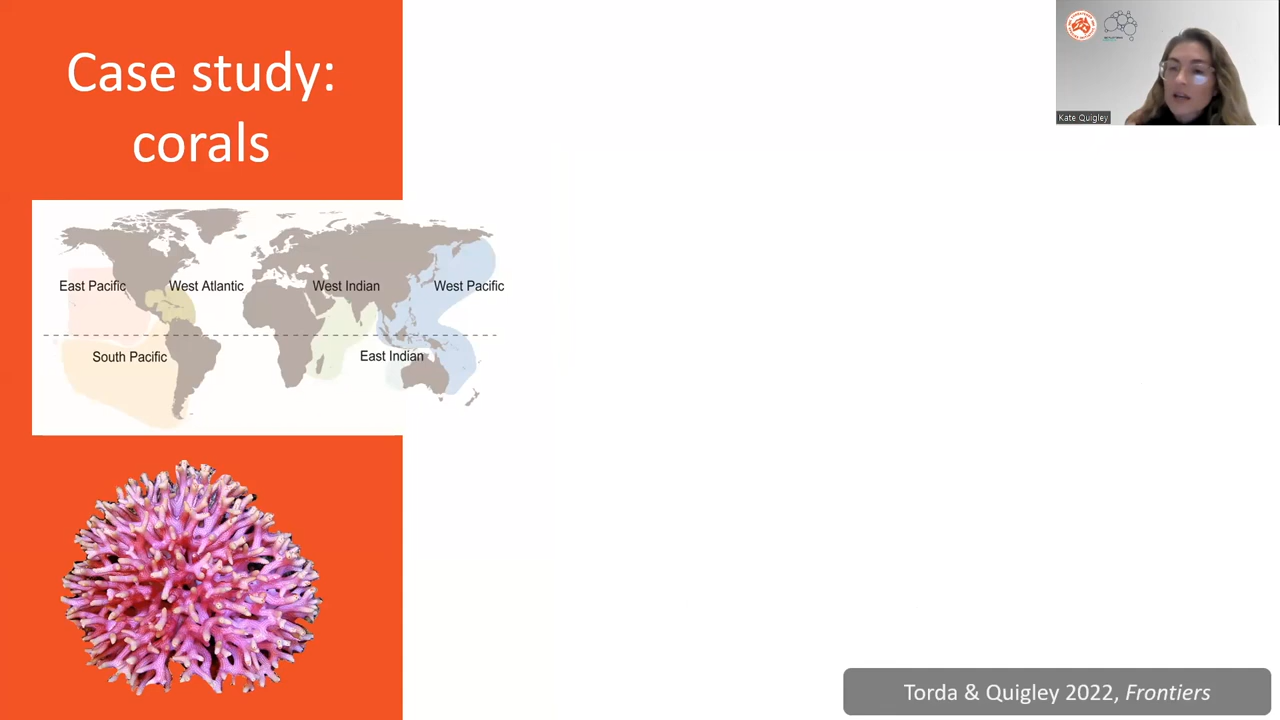 Case study:
corals
Kate Quigley
East Pacific
West Atlantic
West Indian
West Pacific
South Pacific
East Indian
Torda & Quigley 2022, Frontiers